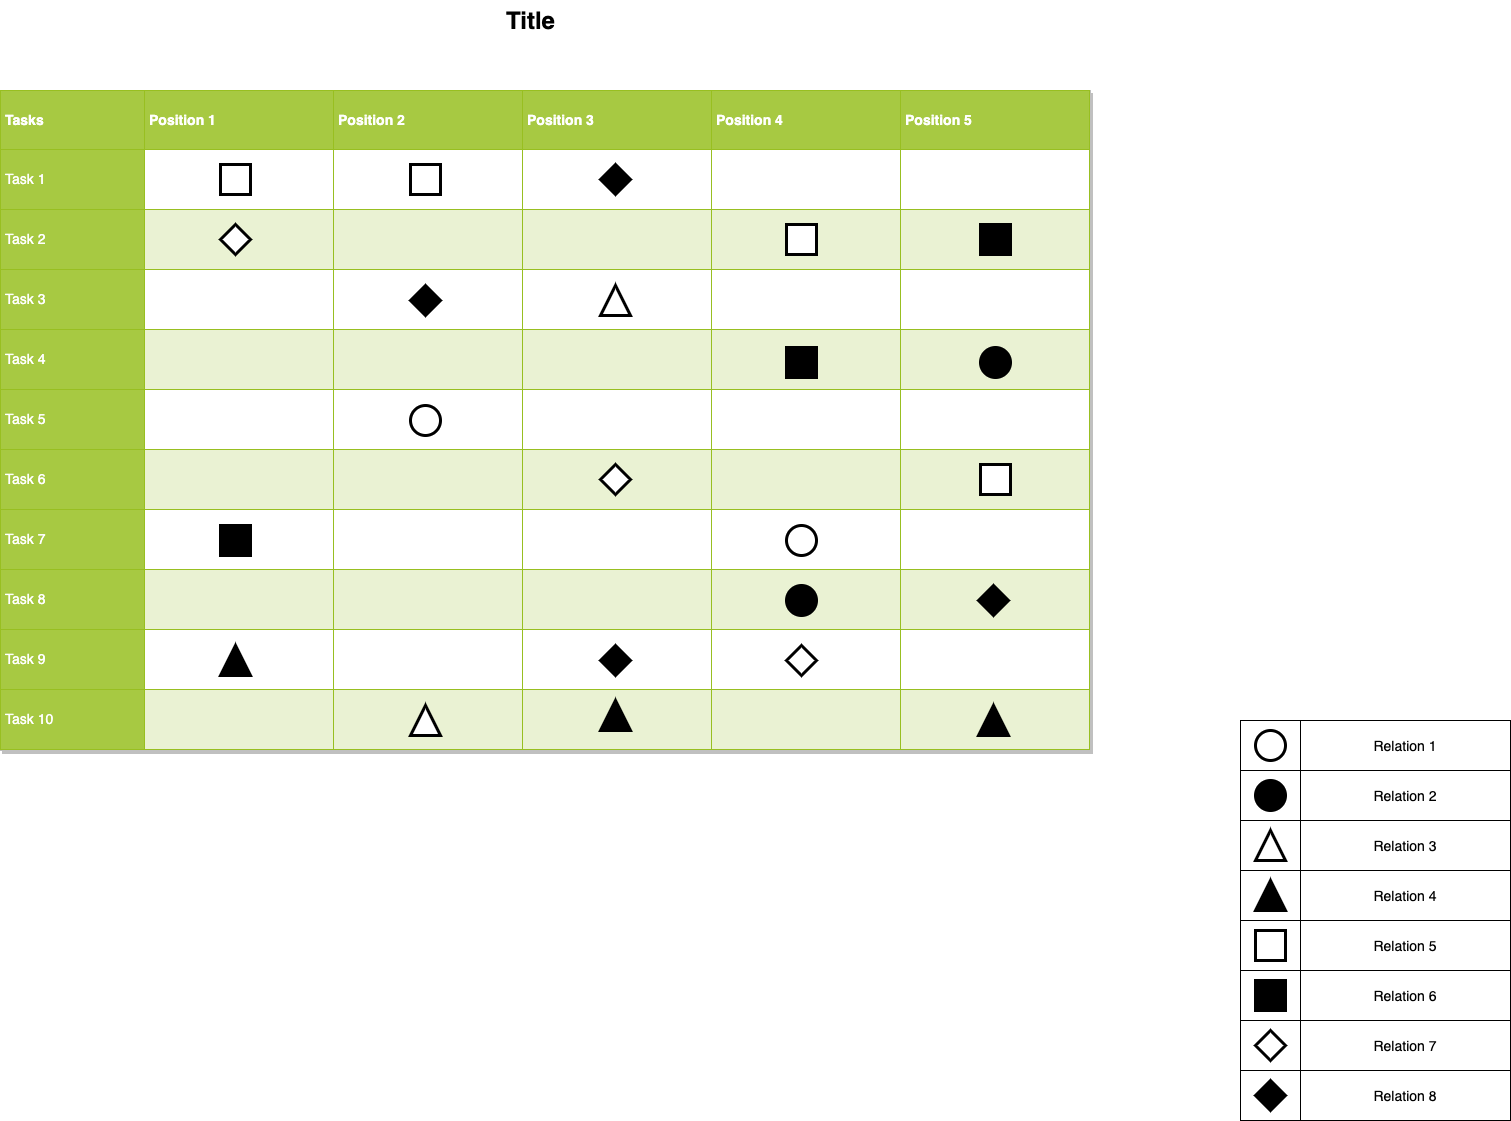 Title
Tasks Position 1 Position 2 Position 3 Position 4 Position 5
Task 1
Task 2
Task 3
Task 4
Task 5
Task 6
Task 7
Task 8
Task 9
Task 10
Relation 1
Relation 2
Relation 3
Relation 4
Relation 5
Relation 6
Relation 7
Relation 8